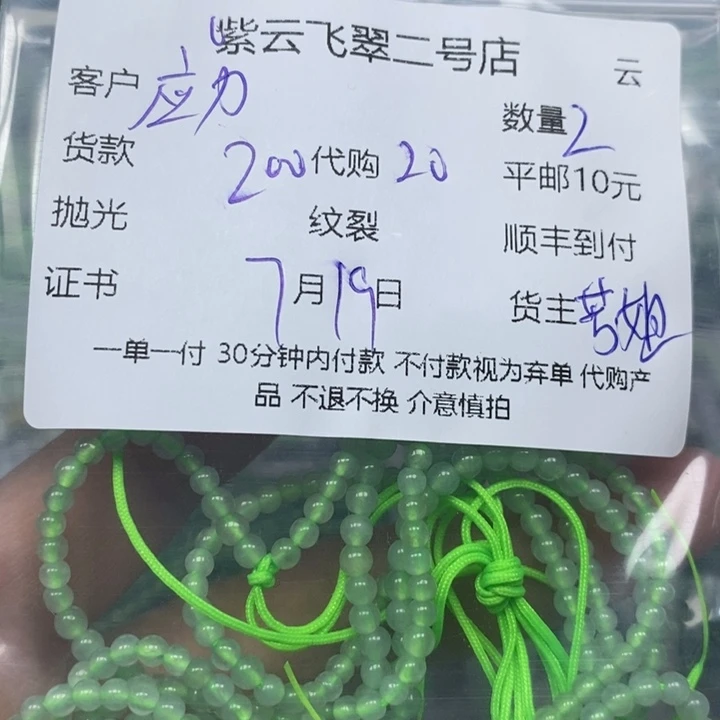 紫云飞翠二号店
云
客户 应力 数量 2
货款 200 代购 20 平邮10元
抛光 纹裂 顺丰到付
证书 7月19日 货主
一单一付 30分钟内付款 不付款视为弃单 代购产
品 不退不换 介意慎拍